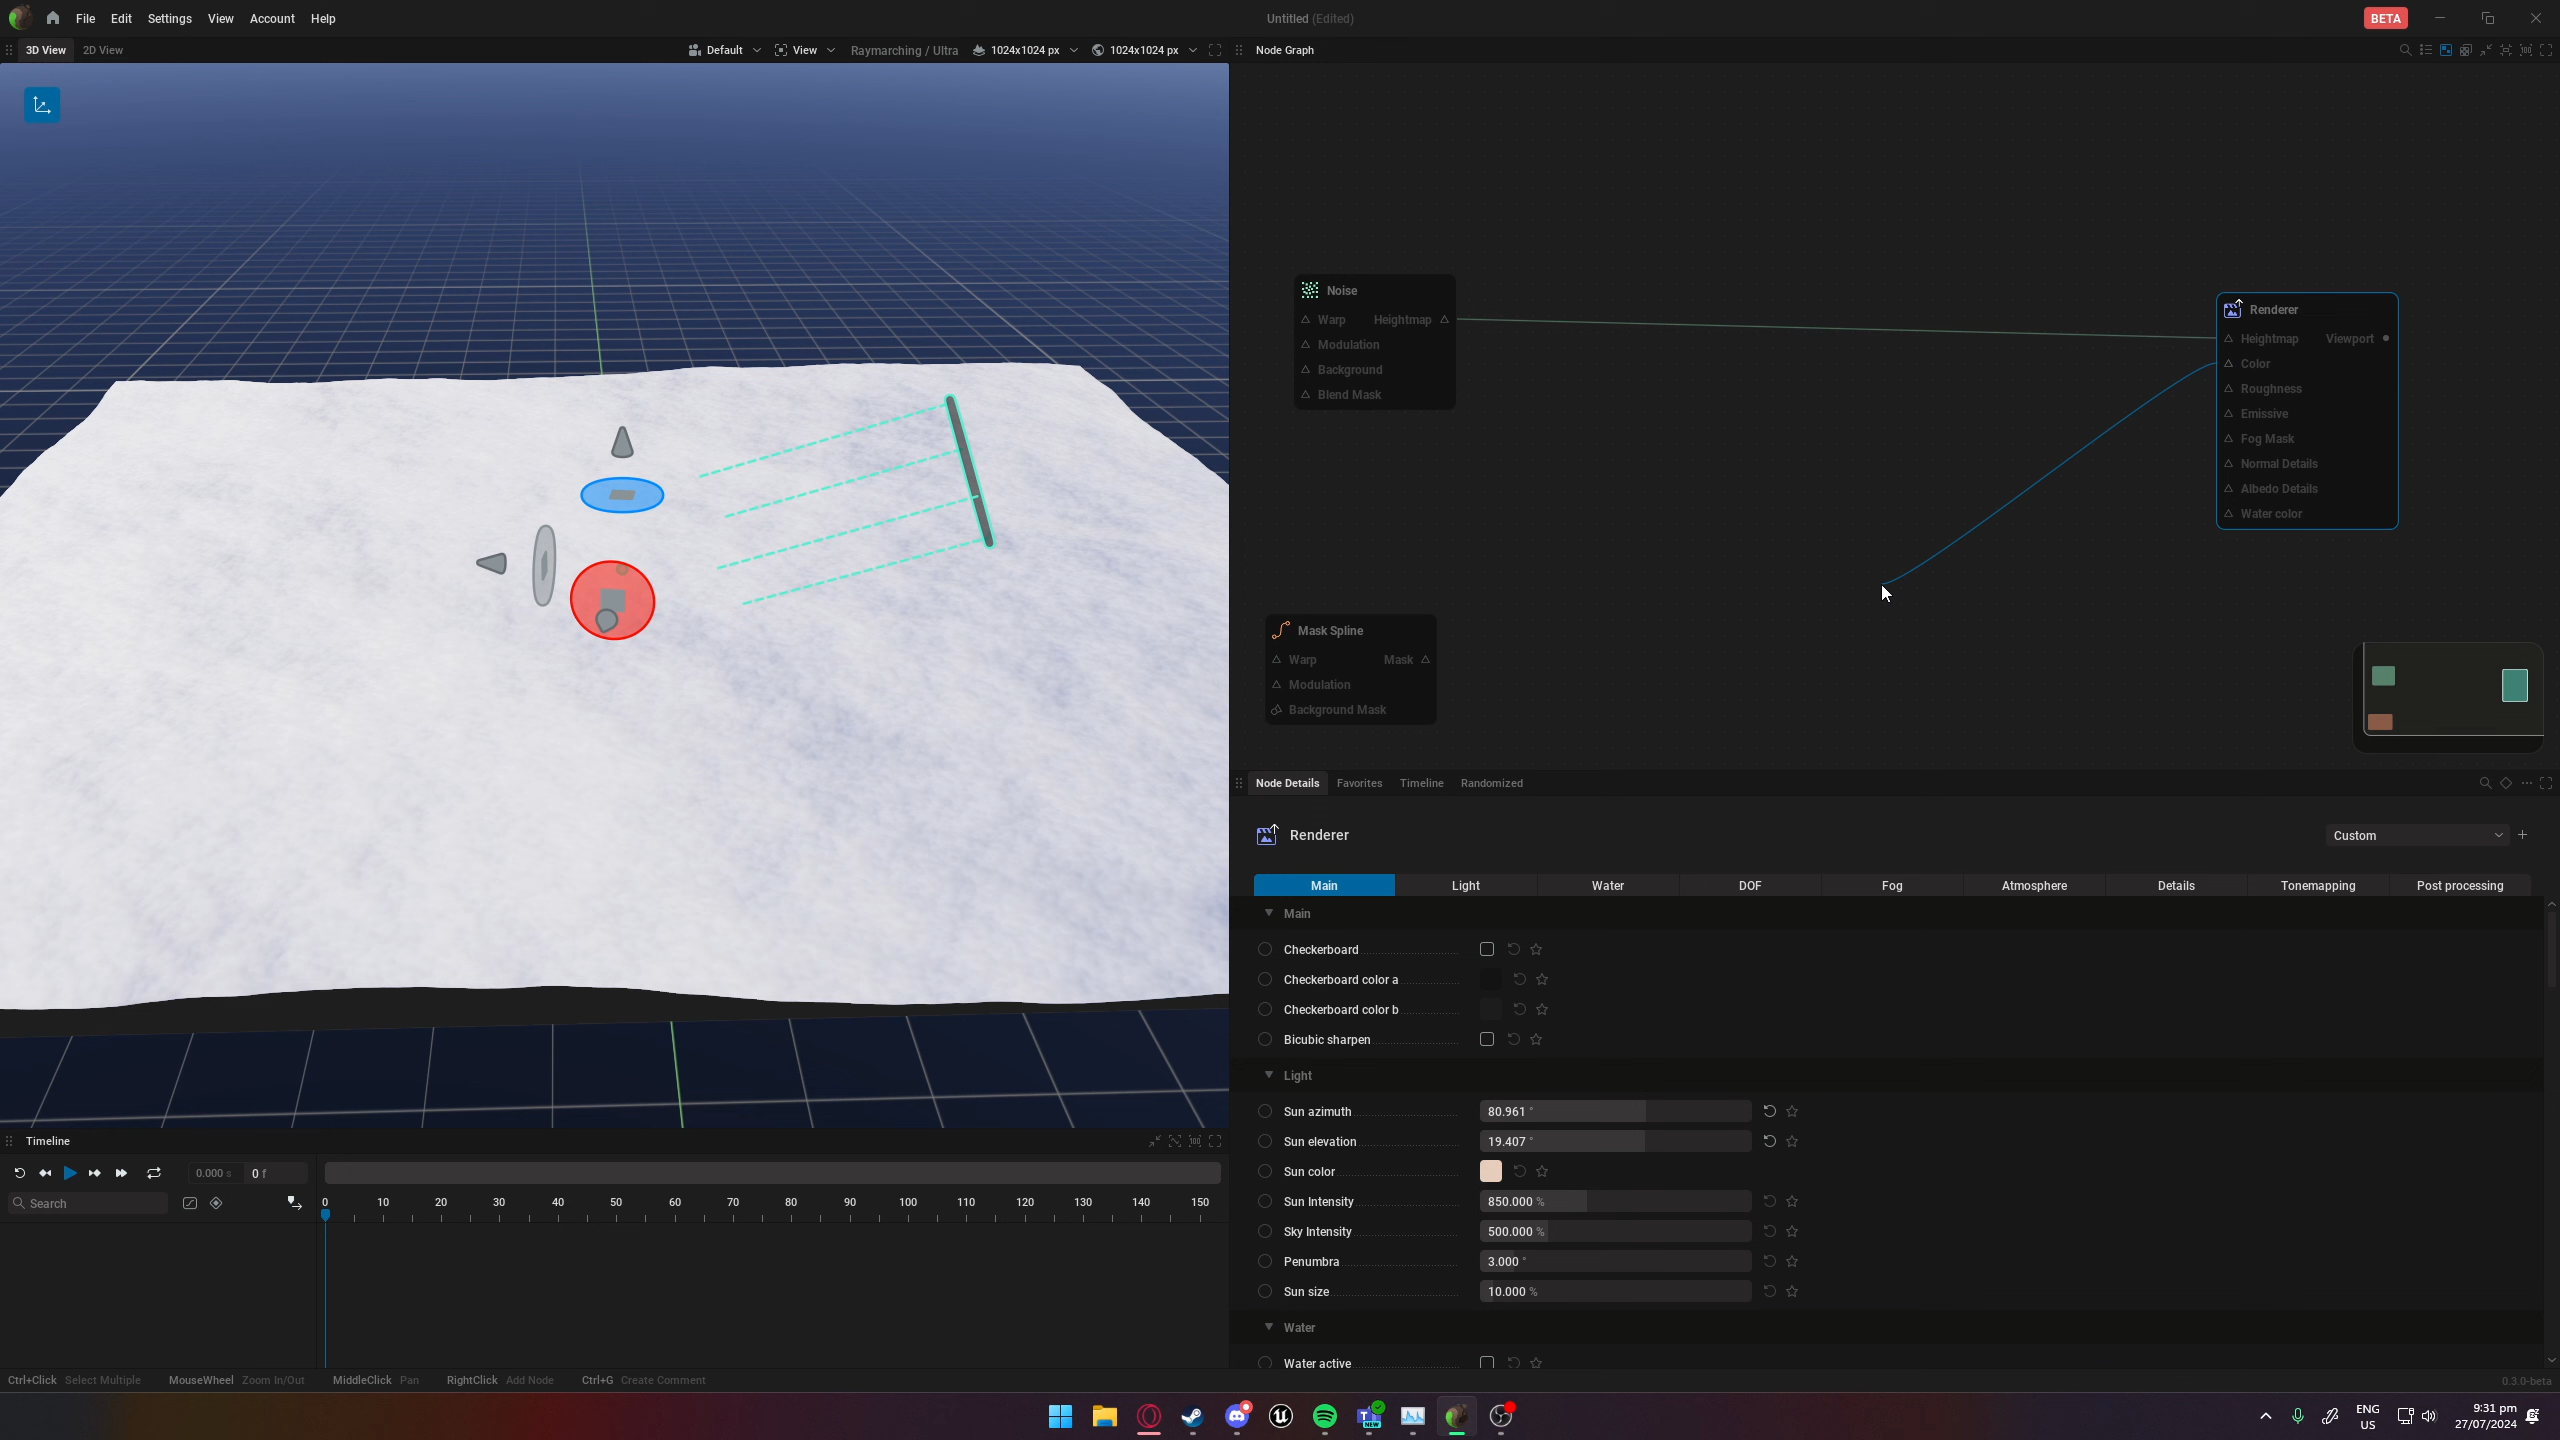 File Edit Settings View Account Help
Untitled (Edited)
BETA
3D View 2D View
Default View Raymarching / Ultra 1024x1024 px 1024x1024 px
Node Graph
Noise
Warp Heightmap
Modulation
Background
Blend Mask
Renderer
Heightmap Viewport
Color
Roughness
Emissive
Fog Mask
Normal Details
Albedo Details
Water color
Mask Spline
Warp Mask
Modulation
Background Mask
Node Details Favorites Timeline Randomized
Renderer
Custom
Main Light Water DOF Fog Atmosphere Details Tonemapping Post processing
Main
Checkerboard
Checkerboard color a
Checkerboard color b
Bicubic sharpen
Light
Sun azimuth 80.961 °
Sun elevation 19.407 °
Sun color
Sun Intensity 850.000 %
Sky Intensity 500.000 %
Penumbra 3.000 °
Sun size 10.000 %
Water
Water active
Timeline
0.000 s 0 f
Search
0 10 20 30 40 50 60 70 80 90 100 110 120 130 140 150
Ctrl+Click Select Multiple MouseWheel Zoom In/Out MiddleClick Pan RightClick Add Node Ctrl+G Create Comment
0.3.0-beta
NEW
ENG
US
9:31 pm
27/07/2024